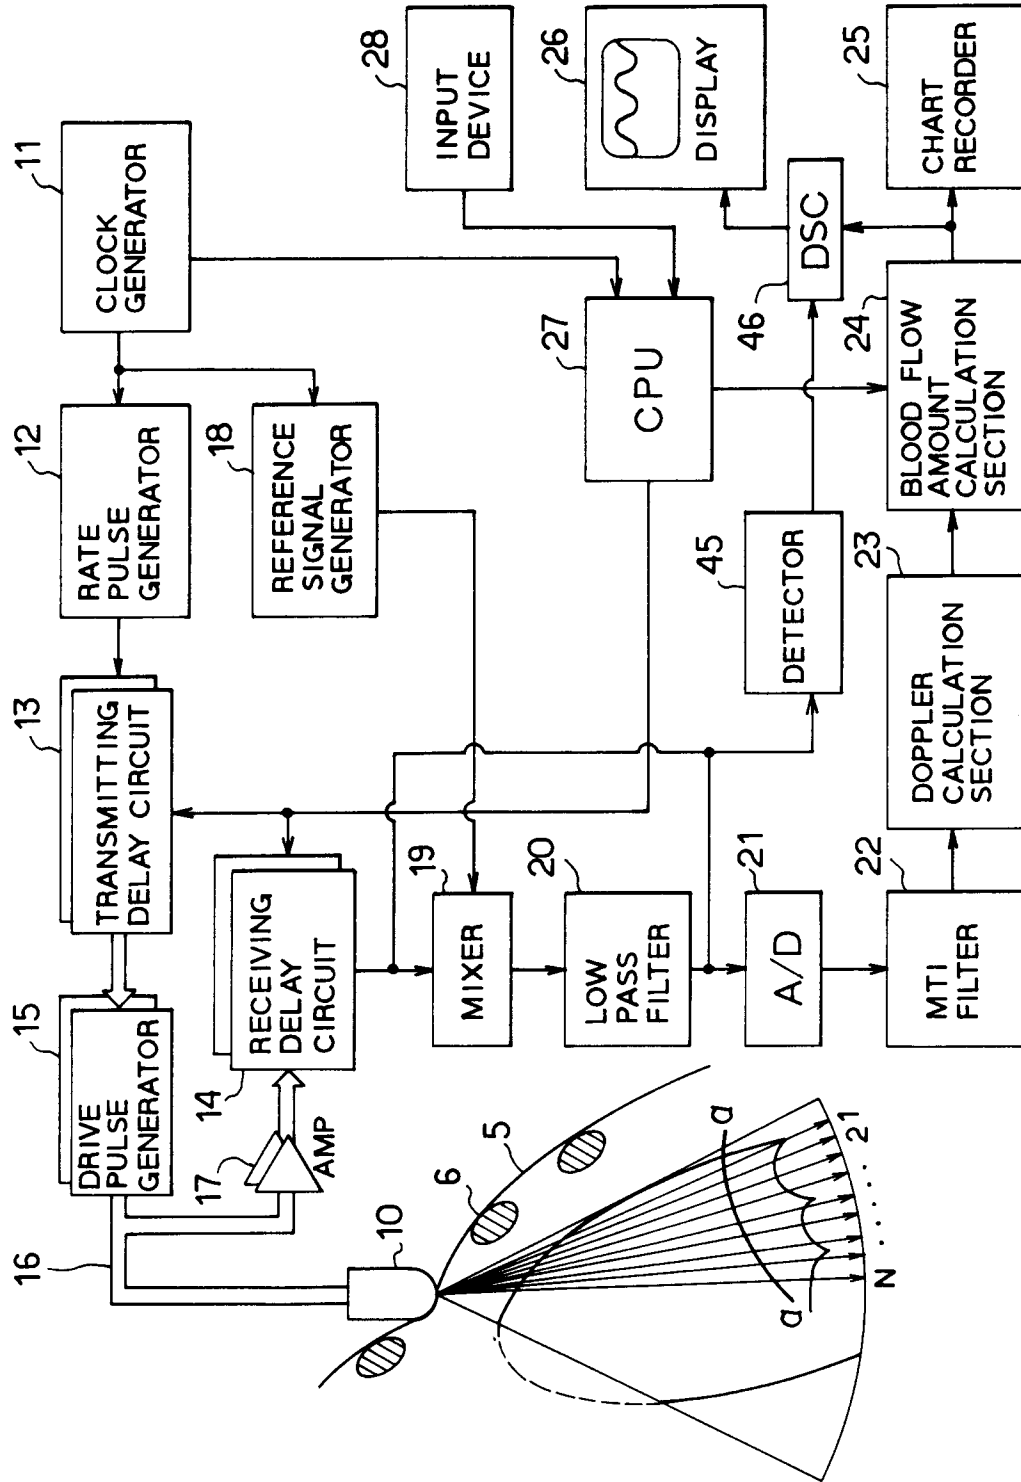 11
CLOCK
GENERATOR
12
RATE
PULSE
GENERATOR
13
TRANSMITTING
DELAY CIRCUIT
15
DRIVE
PULSE
GENERATOR
16
18
REFERENCE
SIGNAL
GENERATOR
14
RECEIVING
DELAY
CIRCUIT
17
AMP
10
28
INPUT
DEVICE
27
CPU
19
MIXER
5
6
26
DISPLAY
46
DSC
45
DETECTOR
20
LOW
PASS
FILTER
21
A/D
25
CHART
RECORDER
24
BLOOD FLOW
AMOUNT
CALCULATION
SECTION
23
DOPPLER
CALCULATION
SECTION
22
MTI
FILTER
a
a
N . . . . . 2 1